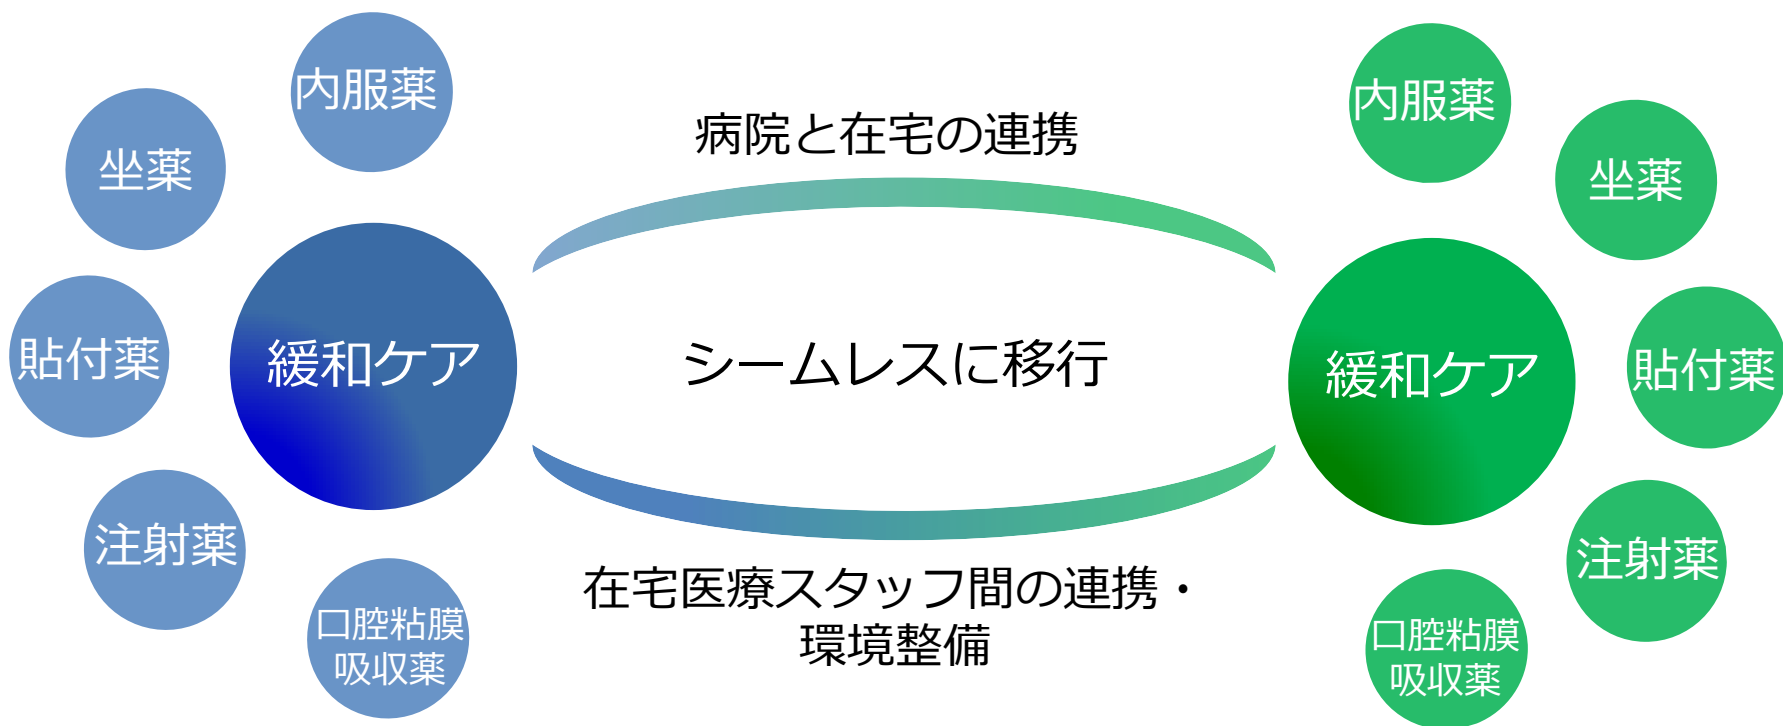 内服薬
坐薬
貼付薬
注射薬
口腔粘膜
吸収薬
緩和ケア
病院と在宅の連携
シームレスに移行
在宅医療スタッフ間の連携・
環境整備
緩和ケア
内服薬
坐薬
貼付薬
注射薬
口腔粘膜
吸収薬